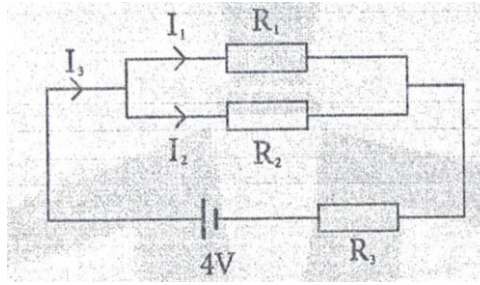 I₁
R₁
I₃
I₂
R₂
4V
R₃